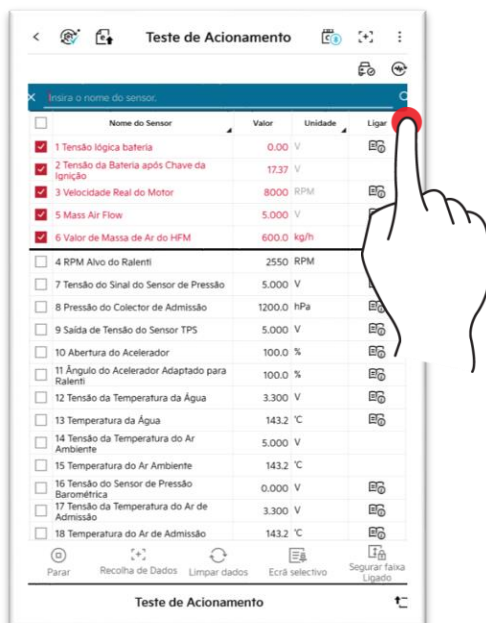 Teste de Acionamento
8
Insira o nome do sensor.
Nome do Sensor Valor Unidade Ligar
1 Tensão lógica bateria 0.00 V
2 Tensão da Bateria após Chave da
Ignição 17.37 V
3 Velocidade Real do Motor 8000 RPM
5 Mass Air Flow 5.000 V
6 Valor de Massa de Ar do HFM 600.0 kg/h
4 RPM Alvo do Ralenti 2550 RPM
7 Tensão do Sinal do Sensor de Pressão 5.000 V
8 Pressão do Colector de Admissão 1200.0 hPa
9 Saída de Tensão do Sensor TPS 5.000 V
10 Abertura do Acelerador 100.0 %
11 Ângulo do Acelerador Adaptado para
Ralenti 100.0 %
12 Tensão da Temperatura da Água 3.300 V
13 Temperatura da Água 143.2 'C
14 Tensão da Temperatura do Ar
Ambiente 5.000 V
15 Temperatura do Ar Ambiente 143.2 'C
16 Tensão do Sensor de Pressão
Barométrica 0.000 V
17 Tensão da Temperatura do Ar de
Admissão 3.300 V
18 Temperatura do Ar de Admissão 143.2 'C
Parar Recolha de Dados Limpar dados Ecrã selectivo Segurar faixa
Ligado
Teste de Acionamento